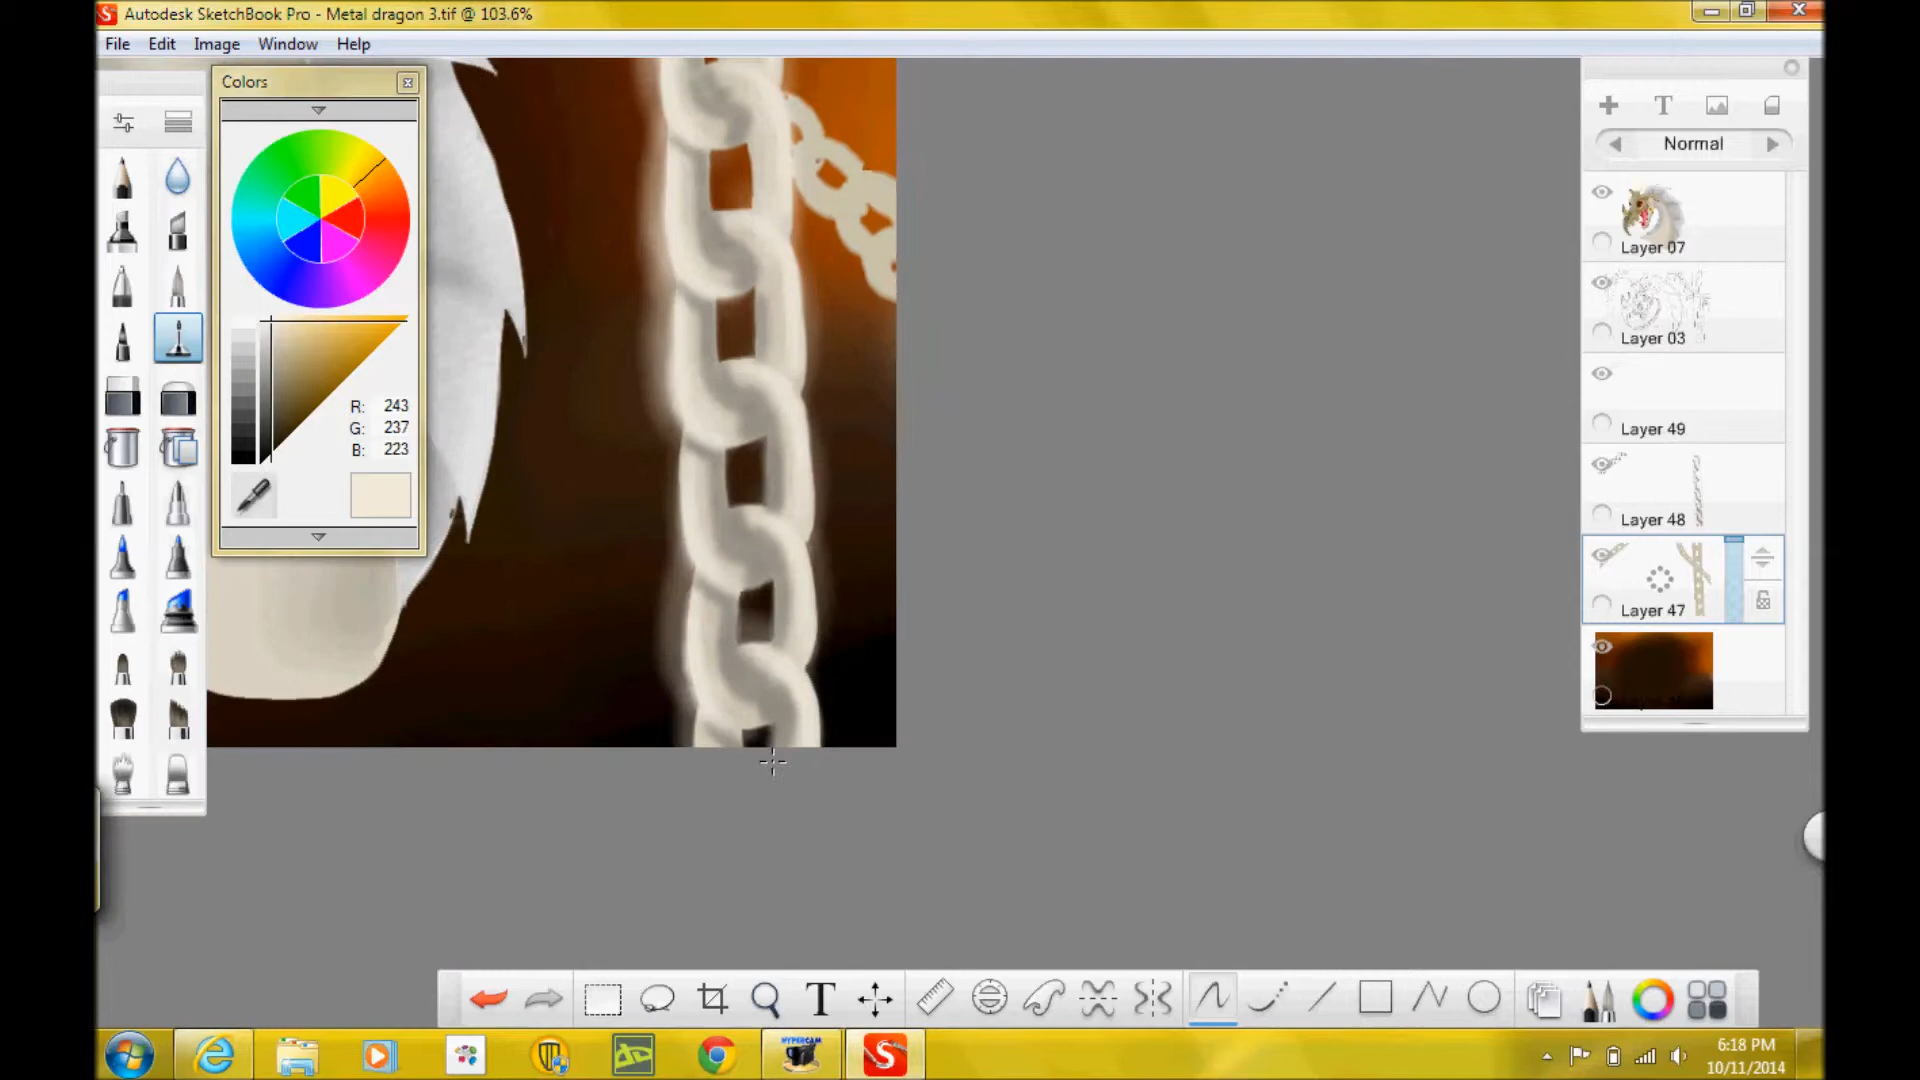 Autodesk SketchBook Pro - Metal dragon 3.tif @ 103.6%
File Edit Image Window Help
Colors
R: 243
G: 237
B: 223
Normal
Layer 07
Layer 03
Layer 49
Layer 48
Layer 47
T
HYPERCAM
6:18 PM
10/11/2014